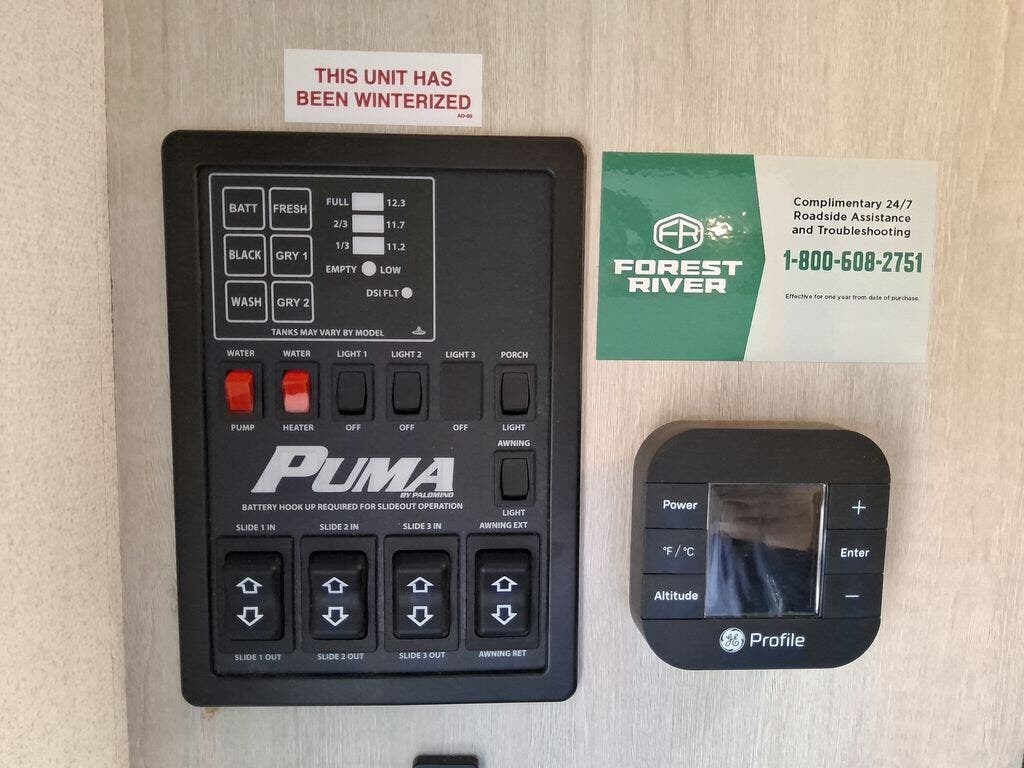 THIS UNIT HAS
BEEN WINTERIZED
AD-66
BATT FRESH
BLACK GRY 1
WASH GRY 2
FULL 12.3
2/3 11.7
1/3 11.2
EMPTY LOW
DSI FLT
TANKS MAY VARY BY MODEL
WATER WATER LIGHT 1 LIGHT 2 LIGHT 3 PORCH
PUMP HEATER OFF OFF OFF LIGHT
AWNING
LIGHT
PUMA
BY PALOMINO
BATTERY HOOK UP REQUIRED FOR SLIDEOUT OPERATION
SLIDE 1 IN SLIDE 2 IN SLIDE 3 IN AWNING EXT
SLIDE 1 OUT SLIDE 2 OUT SLIDE 3 OUT AWNING RET
FR
FOREST
RIVER
Complimentary 24/7
Roadside Assistance
and Troubleshooting
1-800-608-2751
Effective for one year from date of purchase.
Power +
°F / °C Enter
Altitude −
GE Profile